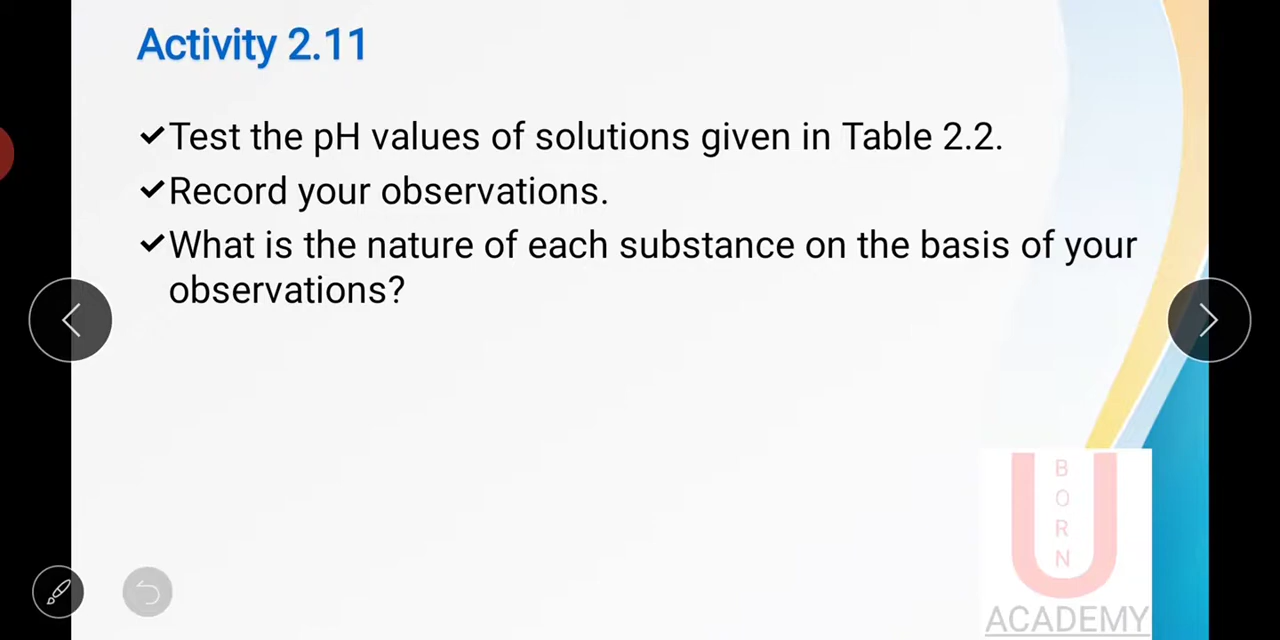 Activity 2.11
✔Test the pH values of solutions given in Table 2.2.
✔Record your observations.
✔What is the nature of each substance on the basis of your
observations?
U
B
O
R
N
ACADEMY